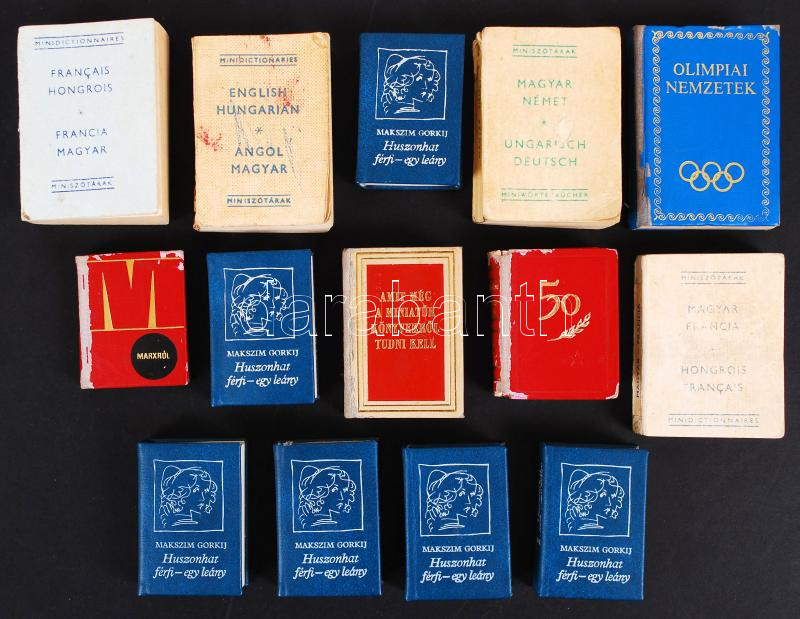 MINIDICTIONNAIRES
FRANÇAIS
HONGROIS
FRANCIA
MAGYAR
MINISZÓTÁRAK
MINIDICTIONARIES
ENGLISH
HUNGARIAN
ANGOL
MAGYAR
MINISZÓTÁRAK
MAKSZIM GORKIJ
Huszonhat
férfi – egy leány
MINISZÓTÁRAK
MAGYAR
NÉMET
UNGARISCH
DEUTSCH
MINIWÖRTERBÜCHER
OLIMPIAI
NEMZETEK
M
MARXRÓL
MAKSZIM GORKIJ
Huszonhat
férfi – egy leány
AMIT MÉG
A MINIATŰR
KÖNYVEKRŐL
TUDNI KELL
50
MINISZÓTÁRAK
MAGYAR
FRANCIA
HONGROIS
FRANÇAIS
MINIDICTIONNAIRES
MAGYAR – FRANCIA
darabanth
MAKSZIM GORKIJ
Huszonhat
férfi – egy leány
MAKSZIM GORKIJ
Huszonhat
férfi – egy leány
MAKSZIM GORKIJ
Huszonhat
férfi – egy leány
MAKSZIM GORKIJ
Huszonhat
férfi – egy leány